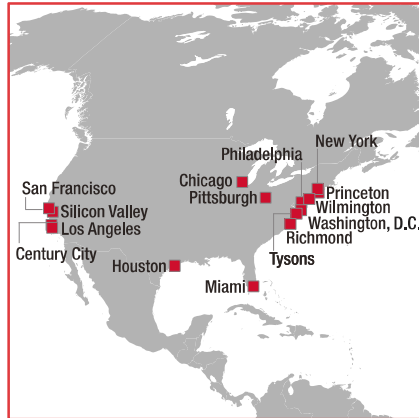 New York
Philadelphia
Chicago
Pittsburgh
Princeton
Wilmington
Washington, D.C.
Richmond
Tysons
San Francisco
Silicon Valley
Los Angeles
Century City
Houston
Miami